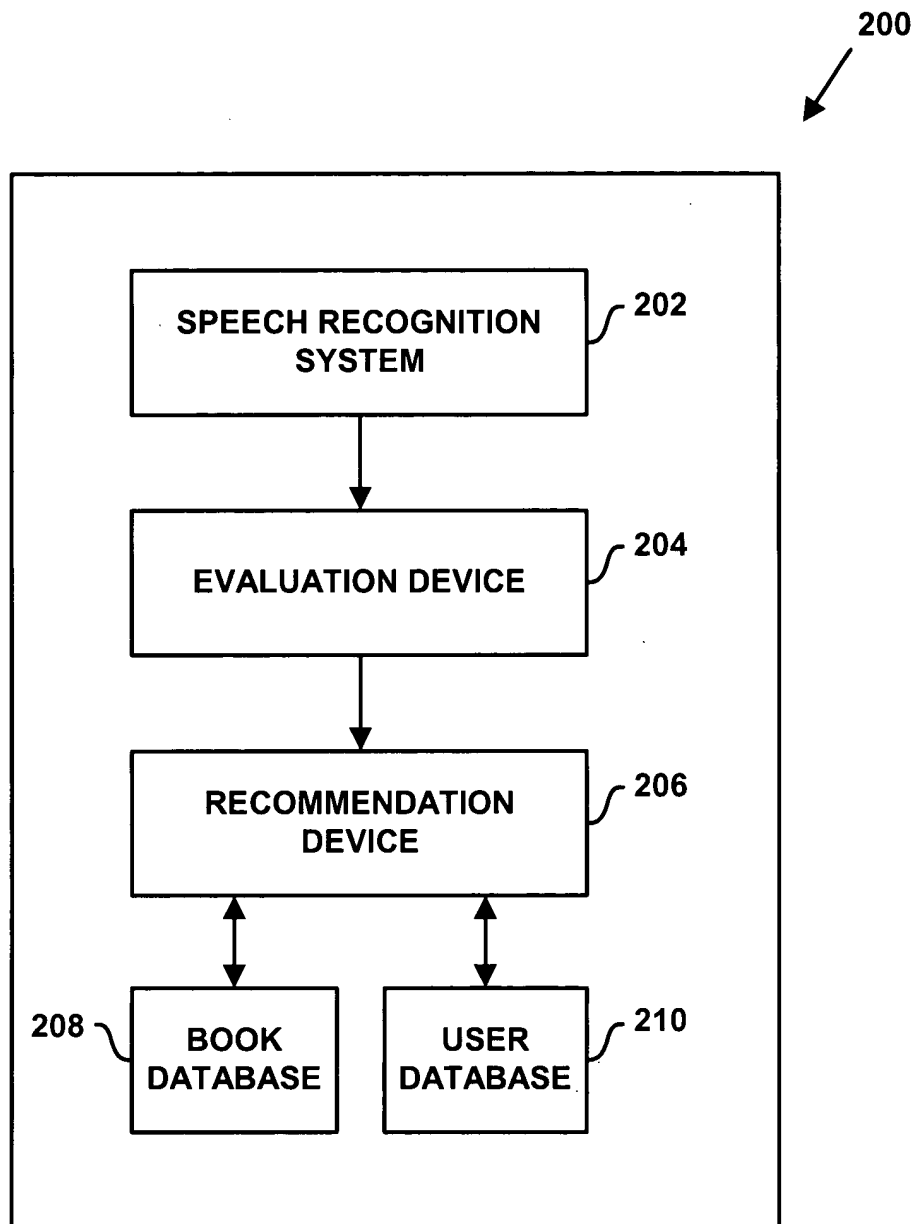 200
SPEECH RECOGNITION
SYSTEM
202
EVALUATION DEVICE
204
RECOMMENDATION
DEVICE
206
208
BOOK
DATABASE
USER
DATABASE
210